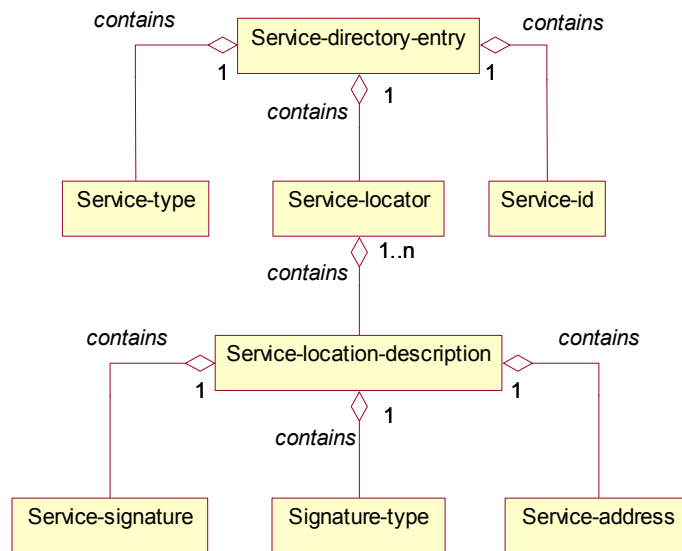 contains
Service-directory-entry
contains
1
1
1
contains
Service-type
Service-locator
Service-id
1..n
contains
contains
Service-location-description
contains
1
1
1
contains
Service-signature
Signature-type
Service-address